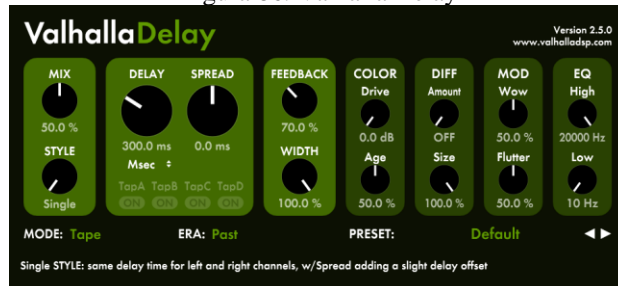 ValhallaDelay
Version 2.5.0
www.valhalladsp.com
MIX DELAY SPREAD FEEDBACK COLOR DIFF MOD EQ
Drive Amount Wow High
50.0 % 300.0 ms 0.0 ms 70.0 % 0.0 dB OFF 50.0 % 20000 Hz
STYLE Msec WIDTH Age Size Flutter Low
TapA TapB TapC TapD
ON ON ON ON
Single 100.0 % 50.0 % 100.0 % 50.0 % 10 Hz
MODE: Tape ERA: Past PRESET: Default
Single STYLE: same delay time for left and right channels, w/Spread adding a slight delay offset